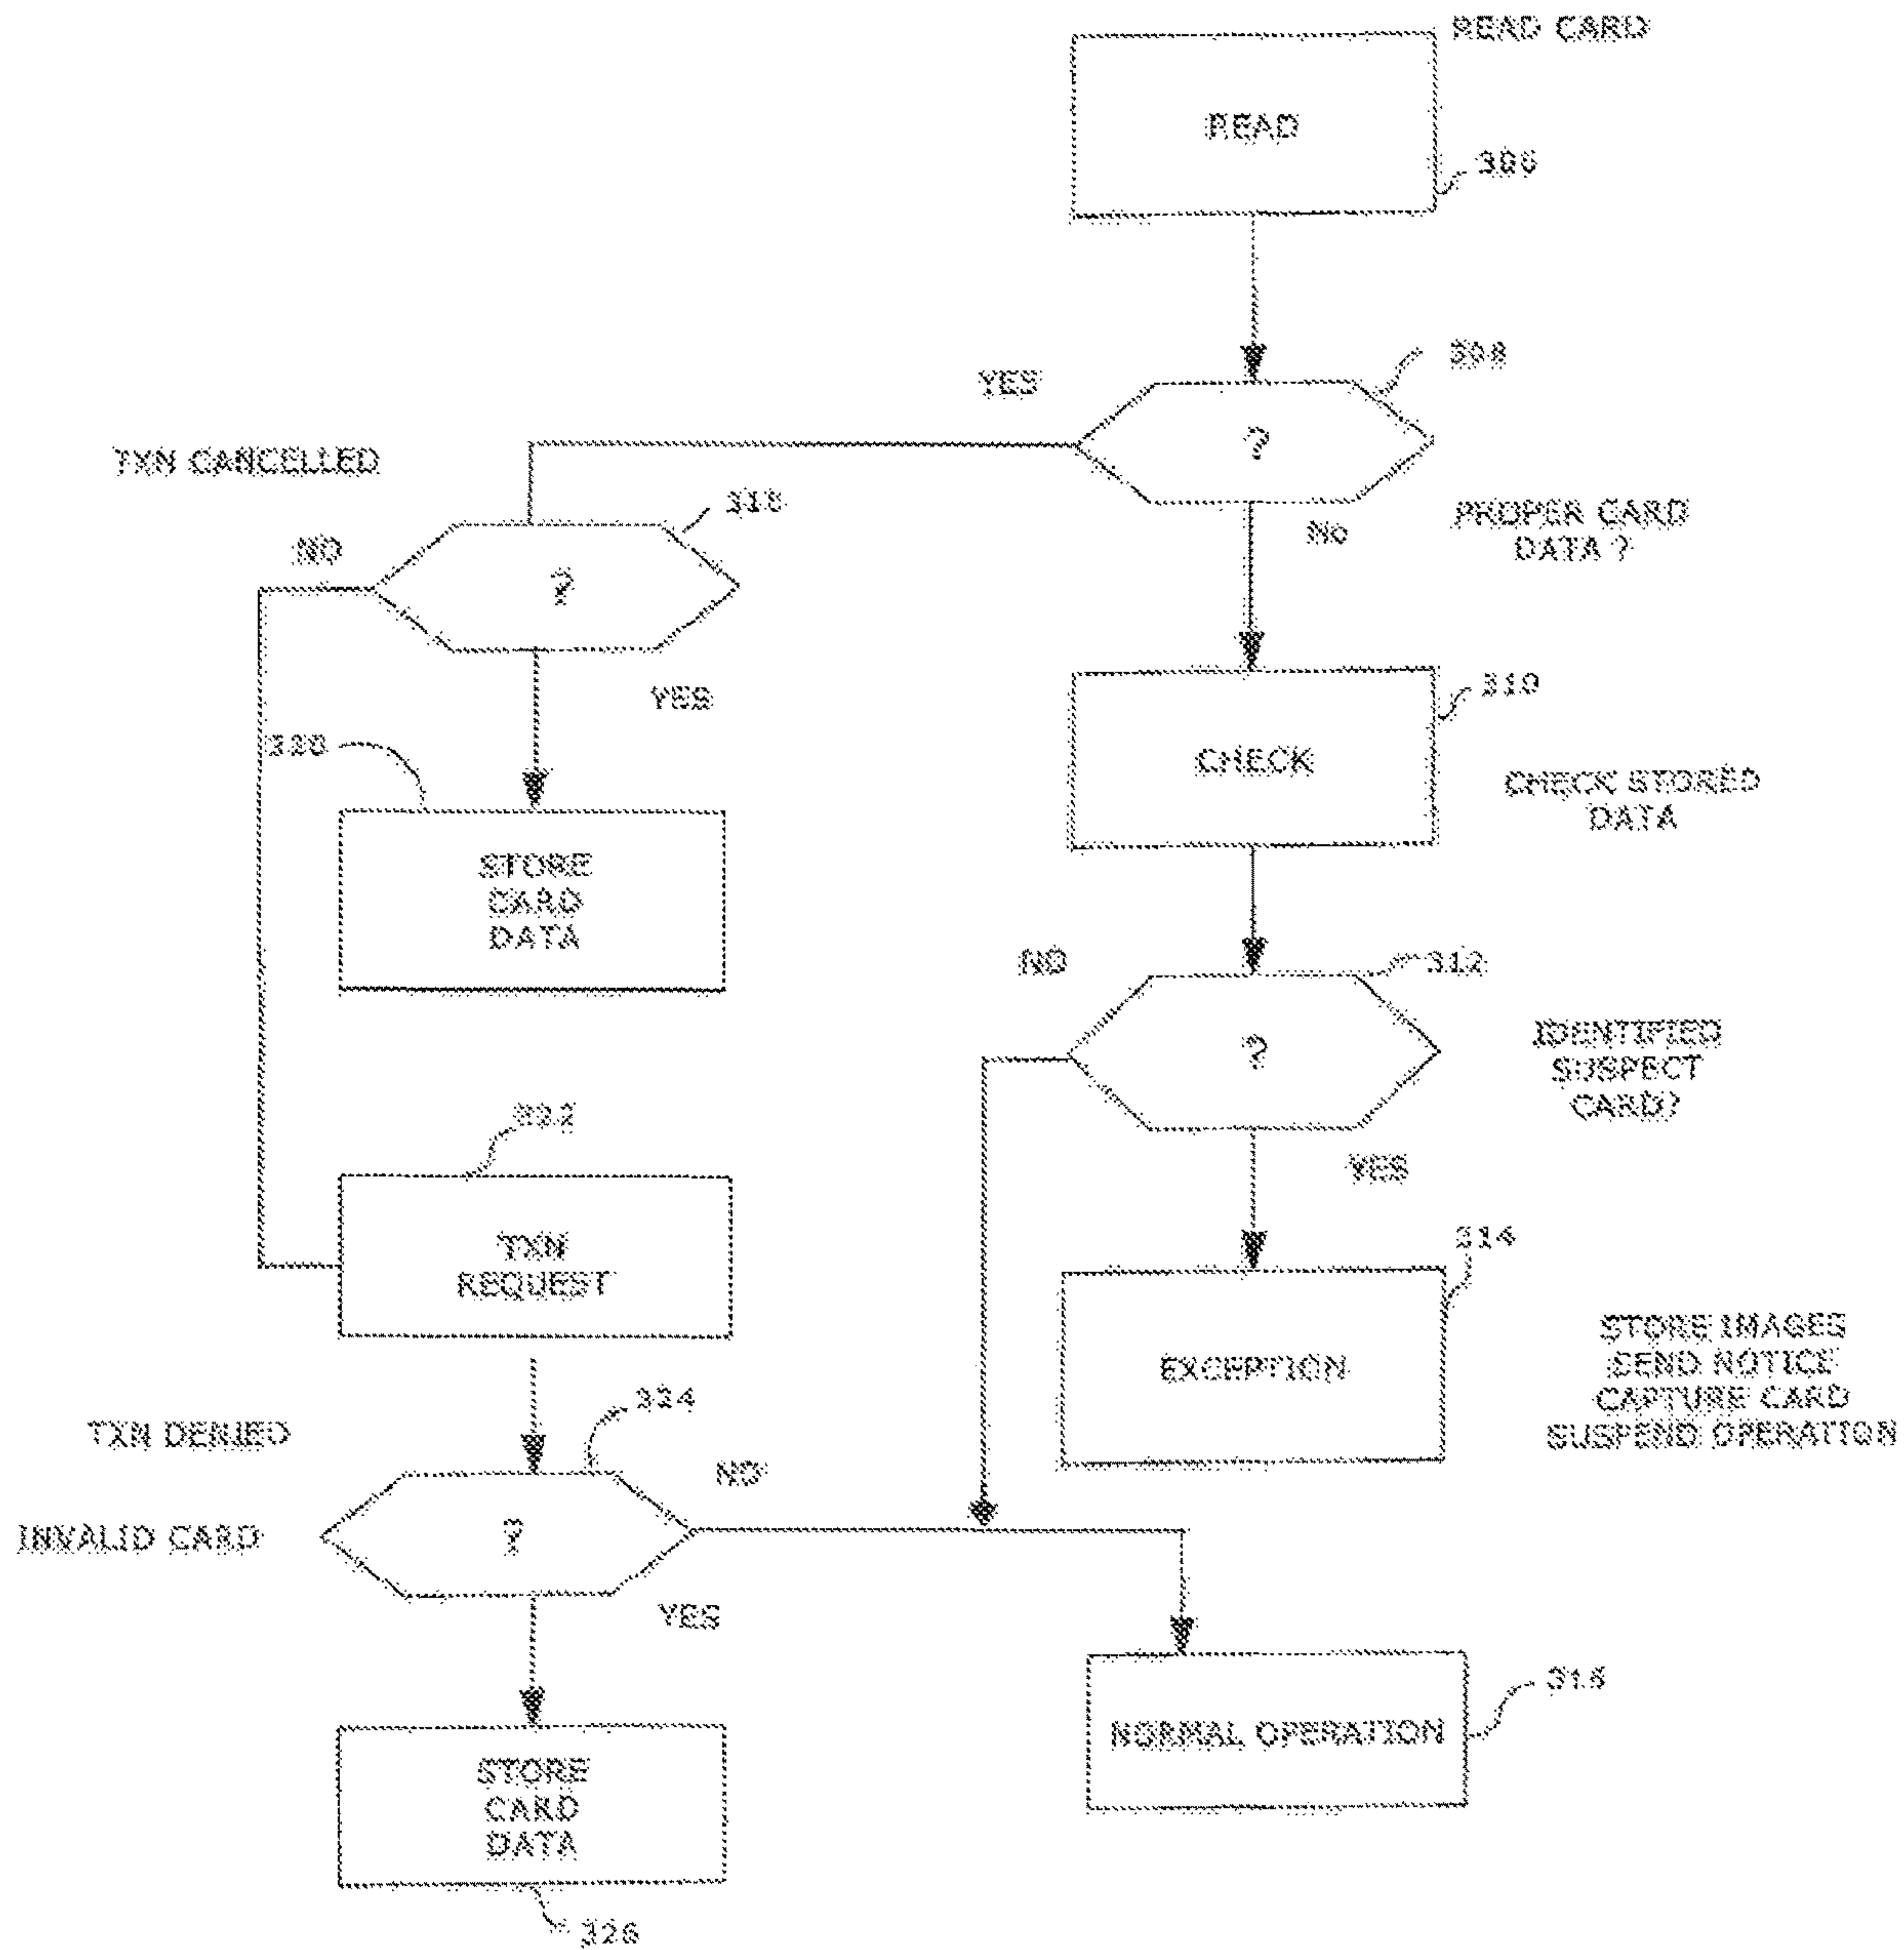 READ CARD
READ
306
308
YES
?
TXN CANCELLED
318
NO
PROPER CARD
DATA ?
No
?
YES
310
320
CHECK
CHECK STORED
DATA
STORE
CARD
DATA
NO
312
?
IDENTIFIED
SUSPECT
CARD?
322
YES
314
TXN
REQUEST
EXCEPTION
STORE IMAGES
SEND NOTICE
CAPTURE CARD
SUSPEND OPERATION
324
TXN DENIED
NO
INVALID CARD
?
YES
316
NORMAL OPERATION
STORE
CARD
DATA
326